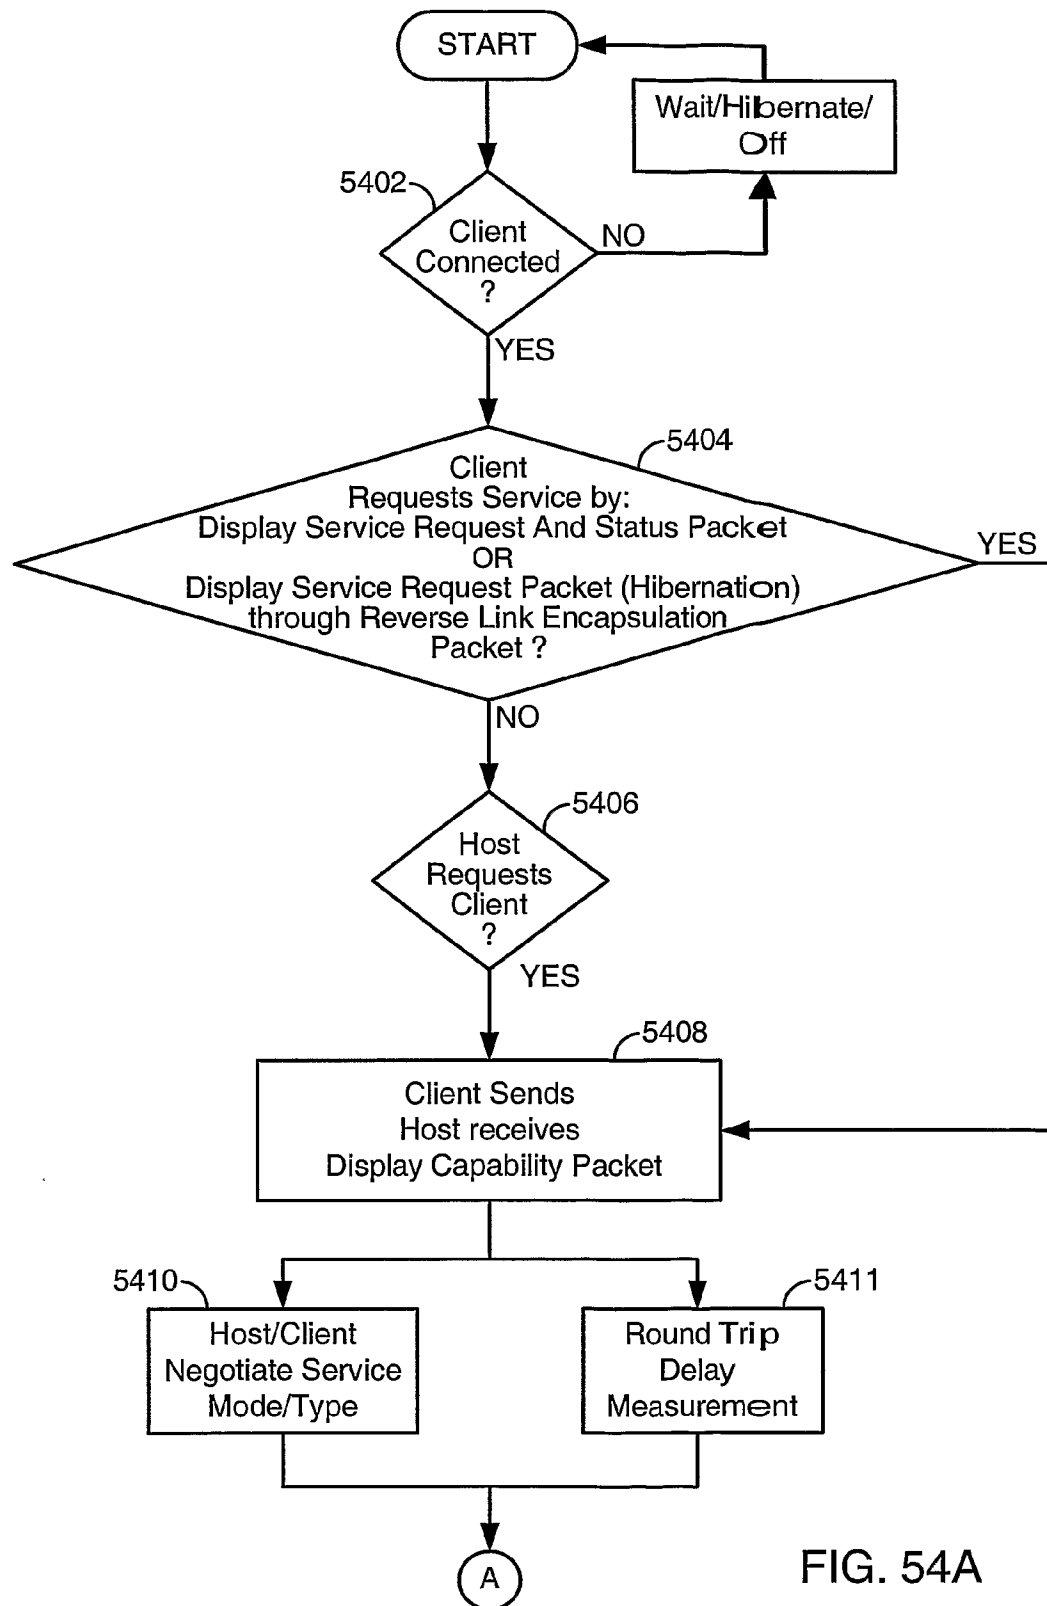 START
Wait/Hibernate/
Off
5402
Client
Connected
?
NO
YES
5404
Client
Requests Service by:
Display Service Request And Status Packet
OR
Display Service Request Packet (Hibernation)
through Reverse Link Encapsulation
Packet ?
YES
NO
5406
Host
Requests
Client
?
YES
5408
Client Sends
Host receives
Display Capability Packet
5410
Host/Client
Negotiate Service
Mode/Type
5411
Round Trip
Delay
Measurement
A
FIG. 54A